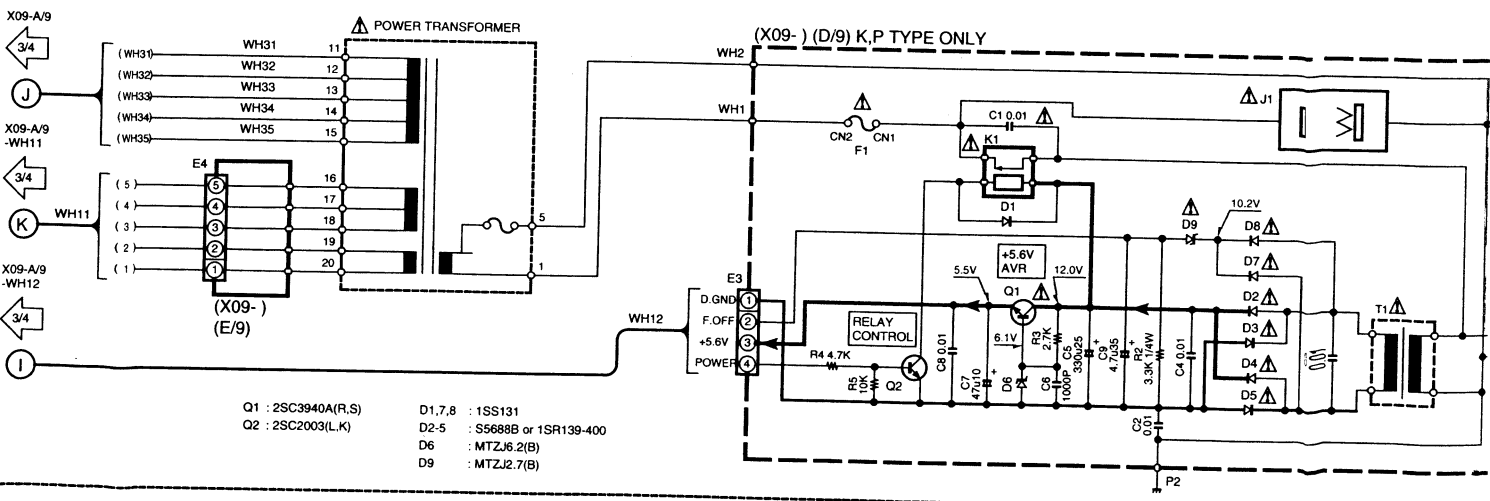 X09-A/9
3/4
J
X09-A/9
-WH11
3/4
K
WH11
X09-A/9
-WH12
3/4
I
(WH31)
(WH32)
(WH33)
(WH34)
(WH35)
WH31
WH32
WH33
WH34
WH35
POWER TRANSFORMER
11
12
13
14
15
16
17
18
19
20
5
1
E4
(5)
(4)
(3)
(2)
(1)
5
4
3
2
1
(X09- )
(E/9)
WH2
WH1
WH12
(X09- ) (D/9) K,P TYPE ONLY
CN2
CN1
F1
C1 0.01
K1
D1
J1
10.2V
D9
D8
D7
D2
D3
D4
D5
T1
+5.6V
AVR
5.5V
12.0V
Q1
6.1V
E3
D.GND
1
F.OFF
2
+5.6V
3
POWER
4
RELAY
CONTROL
R4 4.7K
R5
10K
Q2
C8 0.01
C7
47u10
+
D6
R3
2.7K
C6
1000P
C5
330u25
+
C9
4.7u35
+
R2
3.3K 1/4W
C4 0.01
C2
0.01
P2
Q1 : 2SC3940A(R,S)
Q2 : 2SC2003(L,K)
D1,7,8 : 1SS131
D2-5 : S5688B or 1SR139-400
D6 : MTZJ6.2(B)
D9 : MTZJ2.7(B)